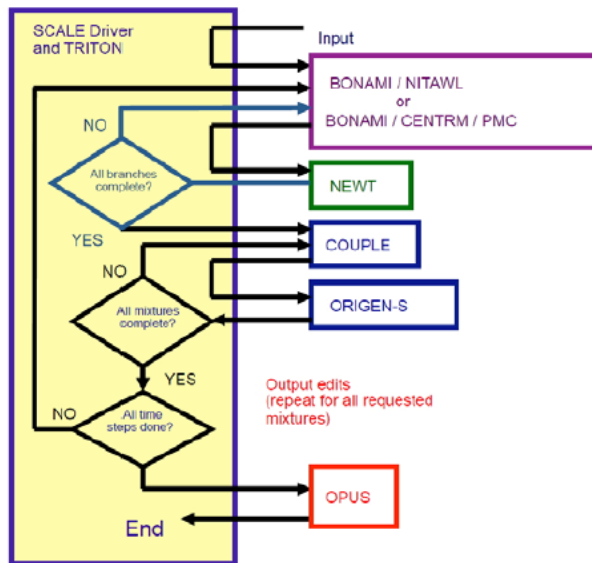 SCALE Driver
and TRITON
Input
BONAMI / NITAWL
or
BONAMI / CENTRM / PMC
NO
All branches
complete?
NEWT
YES
COUPLE
NO
All mixtures
complete?
ORIGEN-S
YES
Output edits
(repeat for all requested
mixtures)
NO
All time
steps done?
OPUS
End